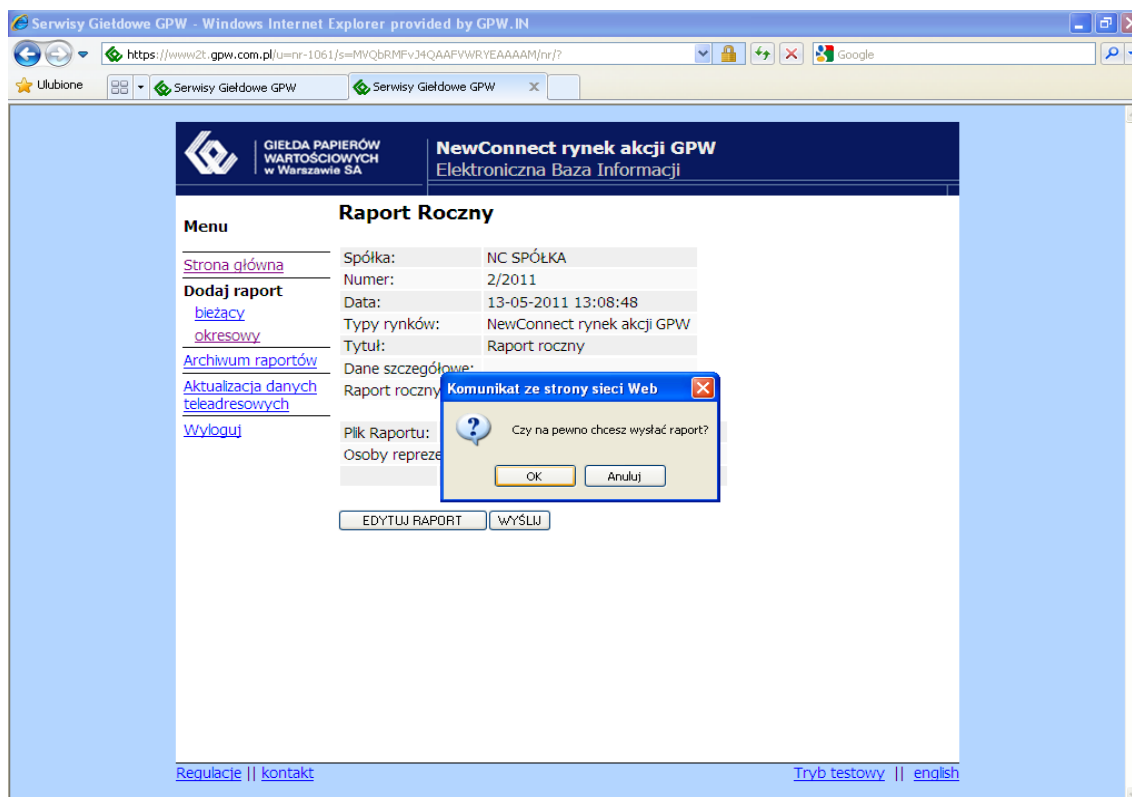 Serwisy Giełdowe GPW - Windows Internet Explorer provided by GPW.IN
https://www2t.gpw.com.pl/u=nr-1061/s=MVQbRMFvJ4QAAFVWRYEAAAAM/nr/?
Google
Ulubione
Serwisy Giełdowe GPW
Serwisy Giełdowe GPW
GIEŁDA PAPIERÓW
WARTOŚCIOWYCH
w Warszawie SA
NewConnect rynek akcji GPW
Elektroniczna Baza Informacji
Menu
Strona główna
Dodaj raport
bieżący
okresowy
Archiwum raportów
Aktualizacja danych
teleadresowych
Wyloguj
Raport Roczny
Spółka: NC SPÓŁKA
Numer: 2/2011
Data: 13-05-2011 13:08:48
Typy rynków: NewConnect rynek akcji GPW
Tytuł: Raport roczny
Dane szczegółowe:
Raport roczny
Plik Raportu:
Osoby repreze
Komunikat ze strony sieci Web
Czy na pewno chcesz wysłać raport?
OK Anuluj
EDYTUJ RAPORT WYŚLIJ
Regulacje || kontakt
Tryb testowy || english